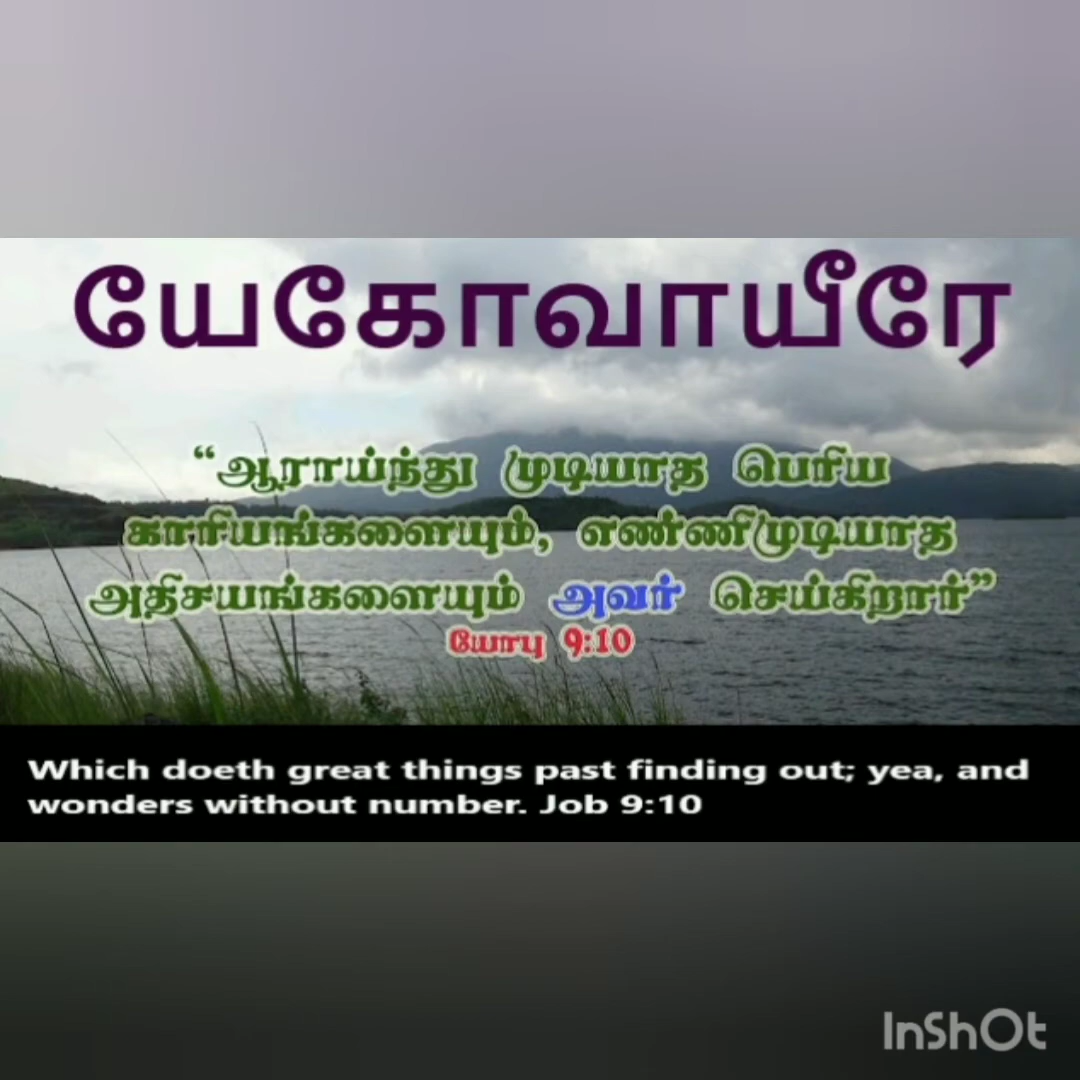 யேகோவாயீரே
“ஆராய்ந்து முடியாத பெரிய
காரியங்களையும், எண்ணிமுடியாத
அதிசயங்களையும் அவர் செய்கிறார்”
யோபு 9:10
Which doeth great things past finding out; yea, and
wonders without number. Job 9:10
InShOt